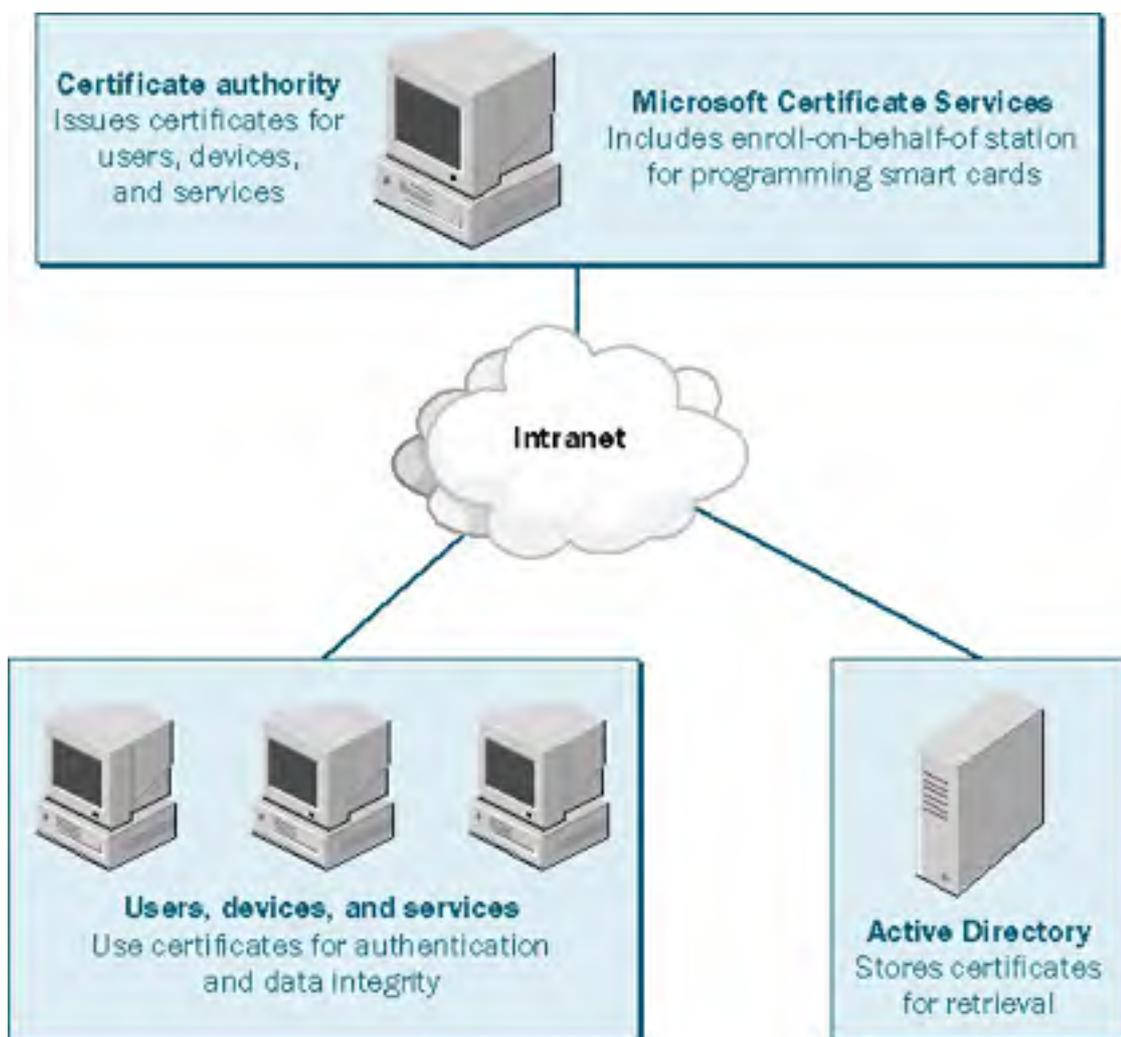 Certificate authority
Issues certificates for
users, devices,
and services
Microsoft Certificate Services
Includes enroll-on-behalf-of station
for programming smart cards
Intranet
Users, devices, and services
Use certificates for authentication
and data integrity
Active Directory
Stores certificates
for retrieval